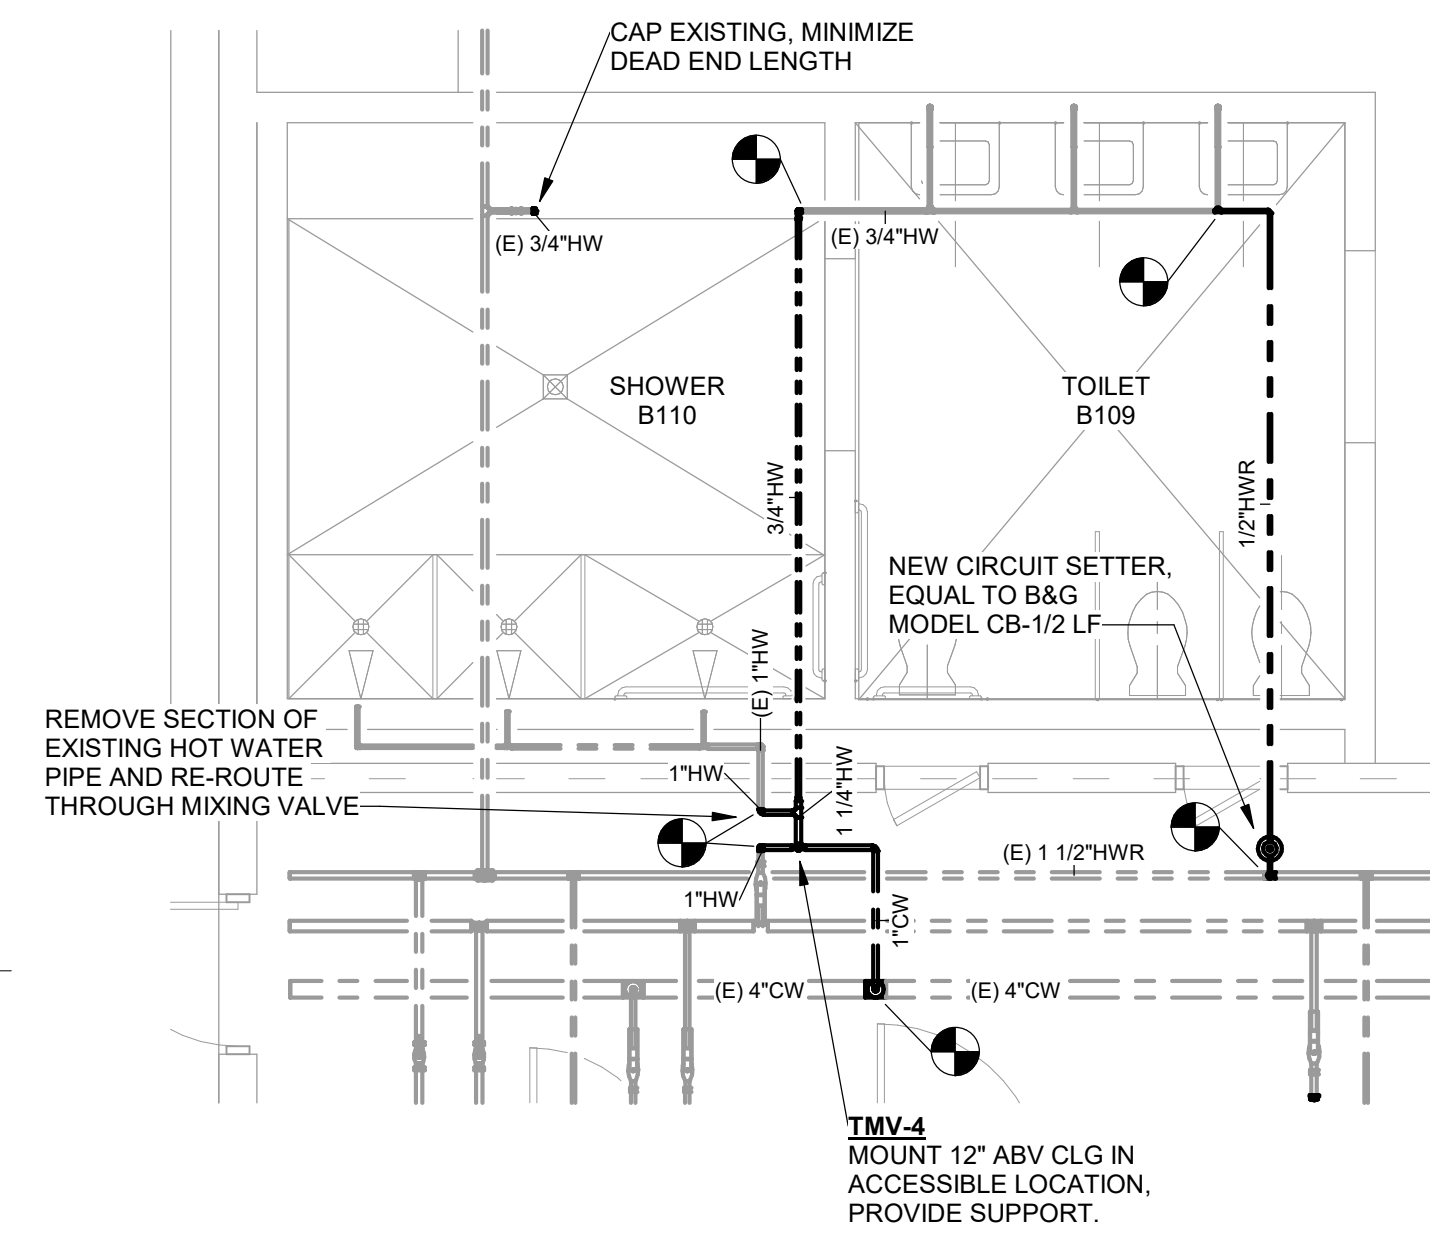 CAP EXISTING, MINIMIZE
DEAD END LENGTH
(E) 3/4"HW
(E) 3/4"HW
SHOWER
B110
TOILET
B109
3/4"HW
1/2"HWR
NEW CIRCUIT SETTER,
EQUAL TO B&G
MODEL CB-1/2 LF
(E) 1"HW
REMOVE SECTION OF
EXISTING HOT WATER
PIPE AND RE-ROUTE
THROUGH MIXING VALVE
1"HW
1 1/4"HW
(E) 1 1/2"HWR
1"HW
1"CW
(E) 4"CW
(E) 4"CW
TMV-4
MOUNT 12" ABV CLG IN
ACCESSIBLE LOCATION,
PROVIDE SUPPORT.